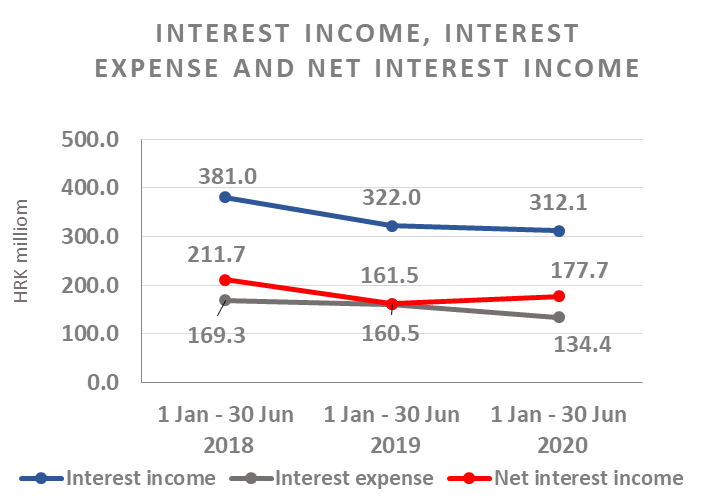 INTEREST INCOME, INTEREST
EXPENSE AND NET INTEREST INCOME
HRK milliom
500.0
400.0
300.0
200.0
100.0
0.0
381.0
322.0
312.1
211.7
161.5
177.7
169.3
160.5
134.4
1 Jan - 30 Jun 1 Jan - 30 Jun 1 Jan - 30 Jun
2018 2019 2020
Interest income Interest expense Net interest income